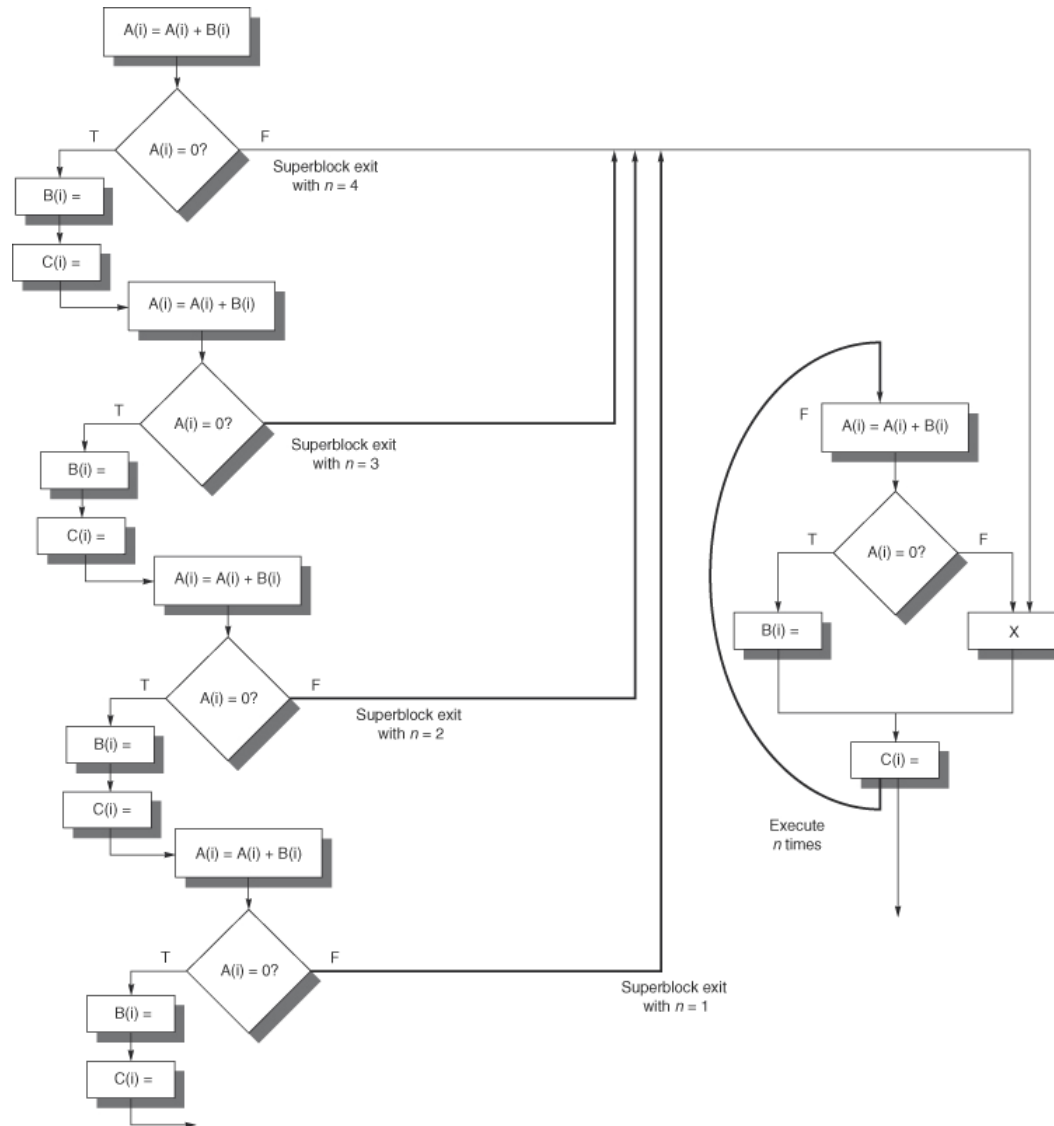 A(i) = A(i) + B(i)
T
A(i) = 0?
F
Superblock exit
with n = 4
B(i) =
C(i) =
A(i) = A(i) + B(i)
T
A(i) = 0?
Superblock exit
with n = 3
B(i) =
C(i) =
A(i) = A(i) + B(i)
T
A(i) = 0?
F
Superblock exit
with n = 2
B(i) =
C(i) =
A(i) = A(i) + B(i)
T
A(i) = 0?
F
Superblock exit
with n = 1
B(i) =
C(i) =
F
A(i) = A(i) + B(i)
T
A(i) = 0?
F
B(i) =
X
C(i) =
Execute
n times